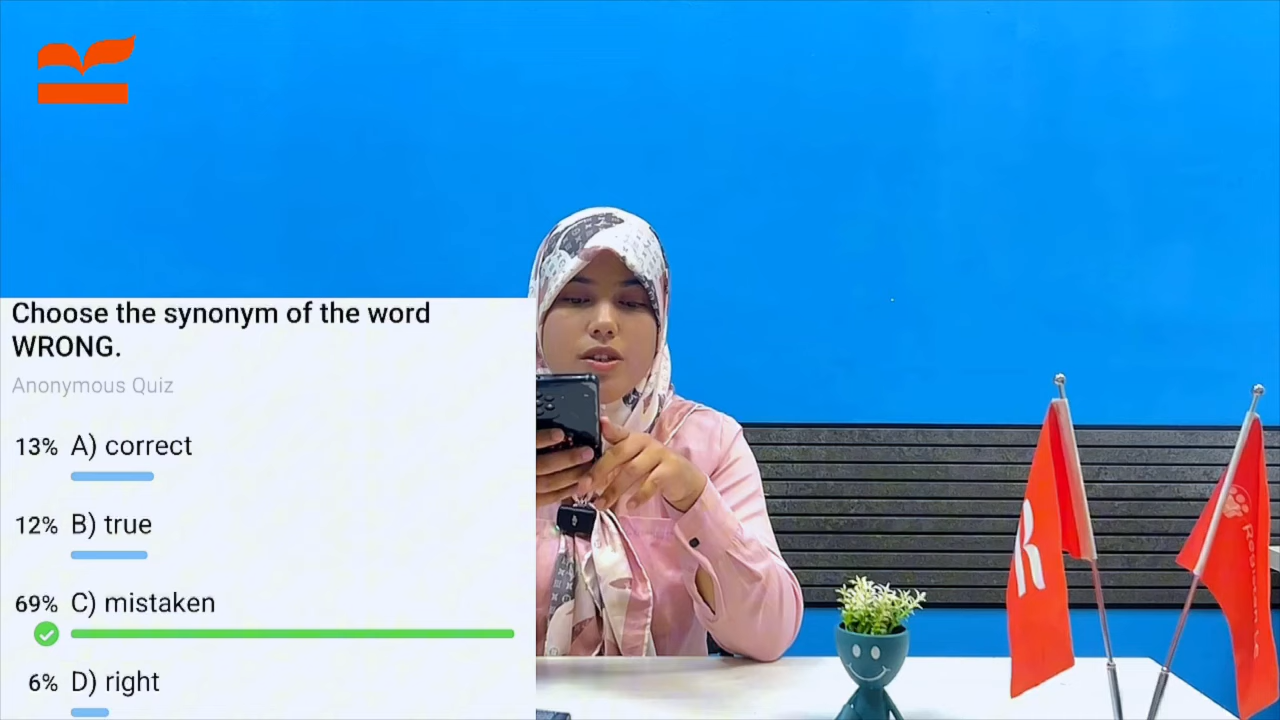 Choose the synonym of the word
WRONG.
Anonymous Quiz
13% A) correct
12% B) true
69% C) mistaken
6% D) right
R